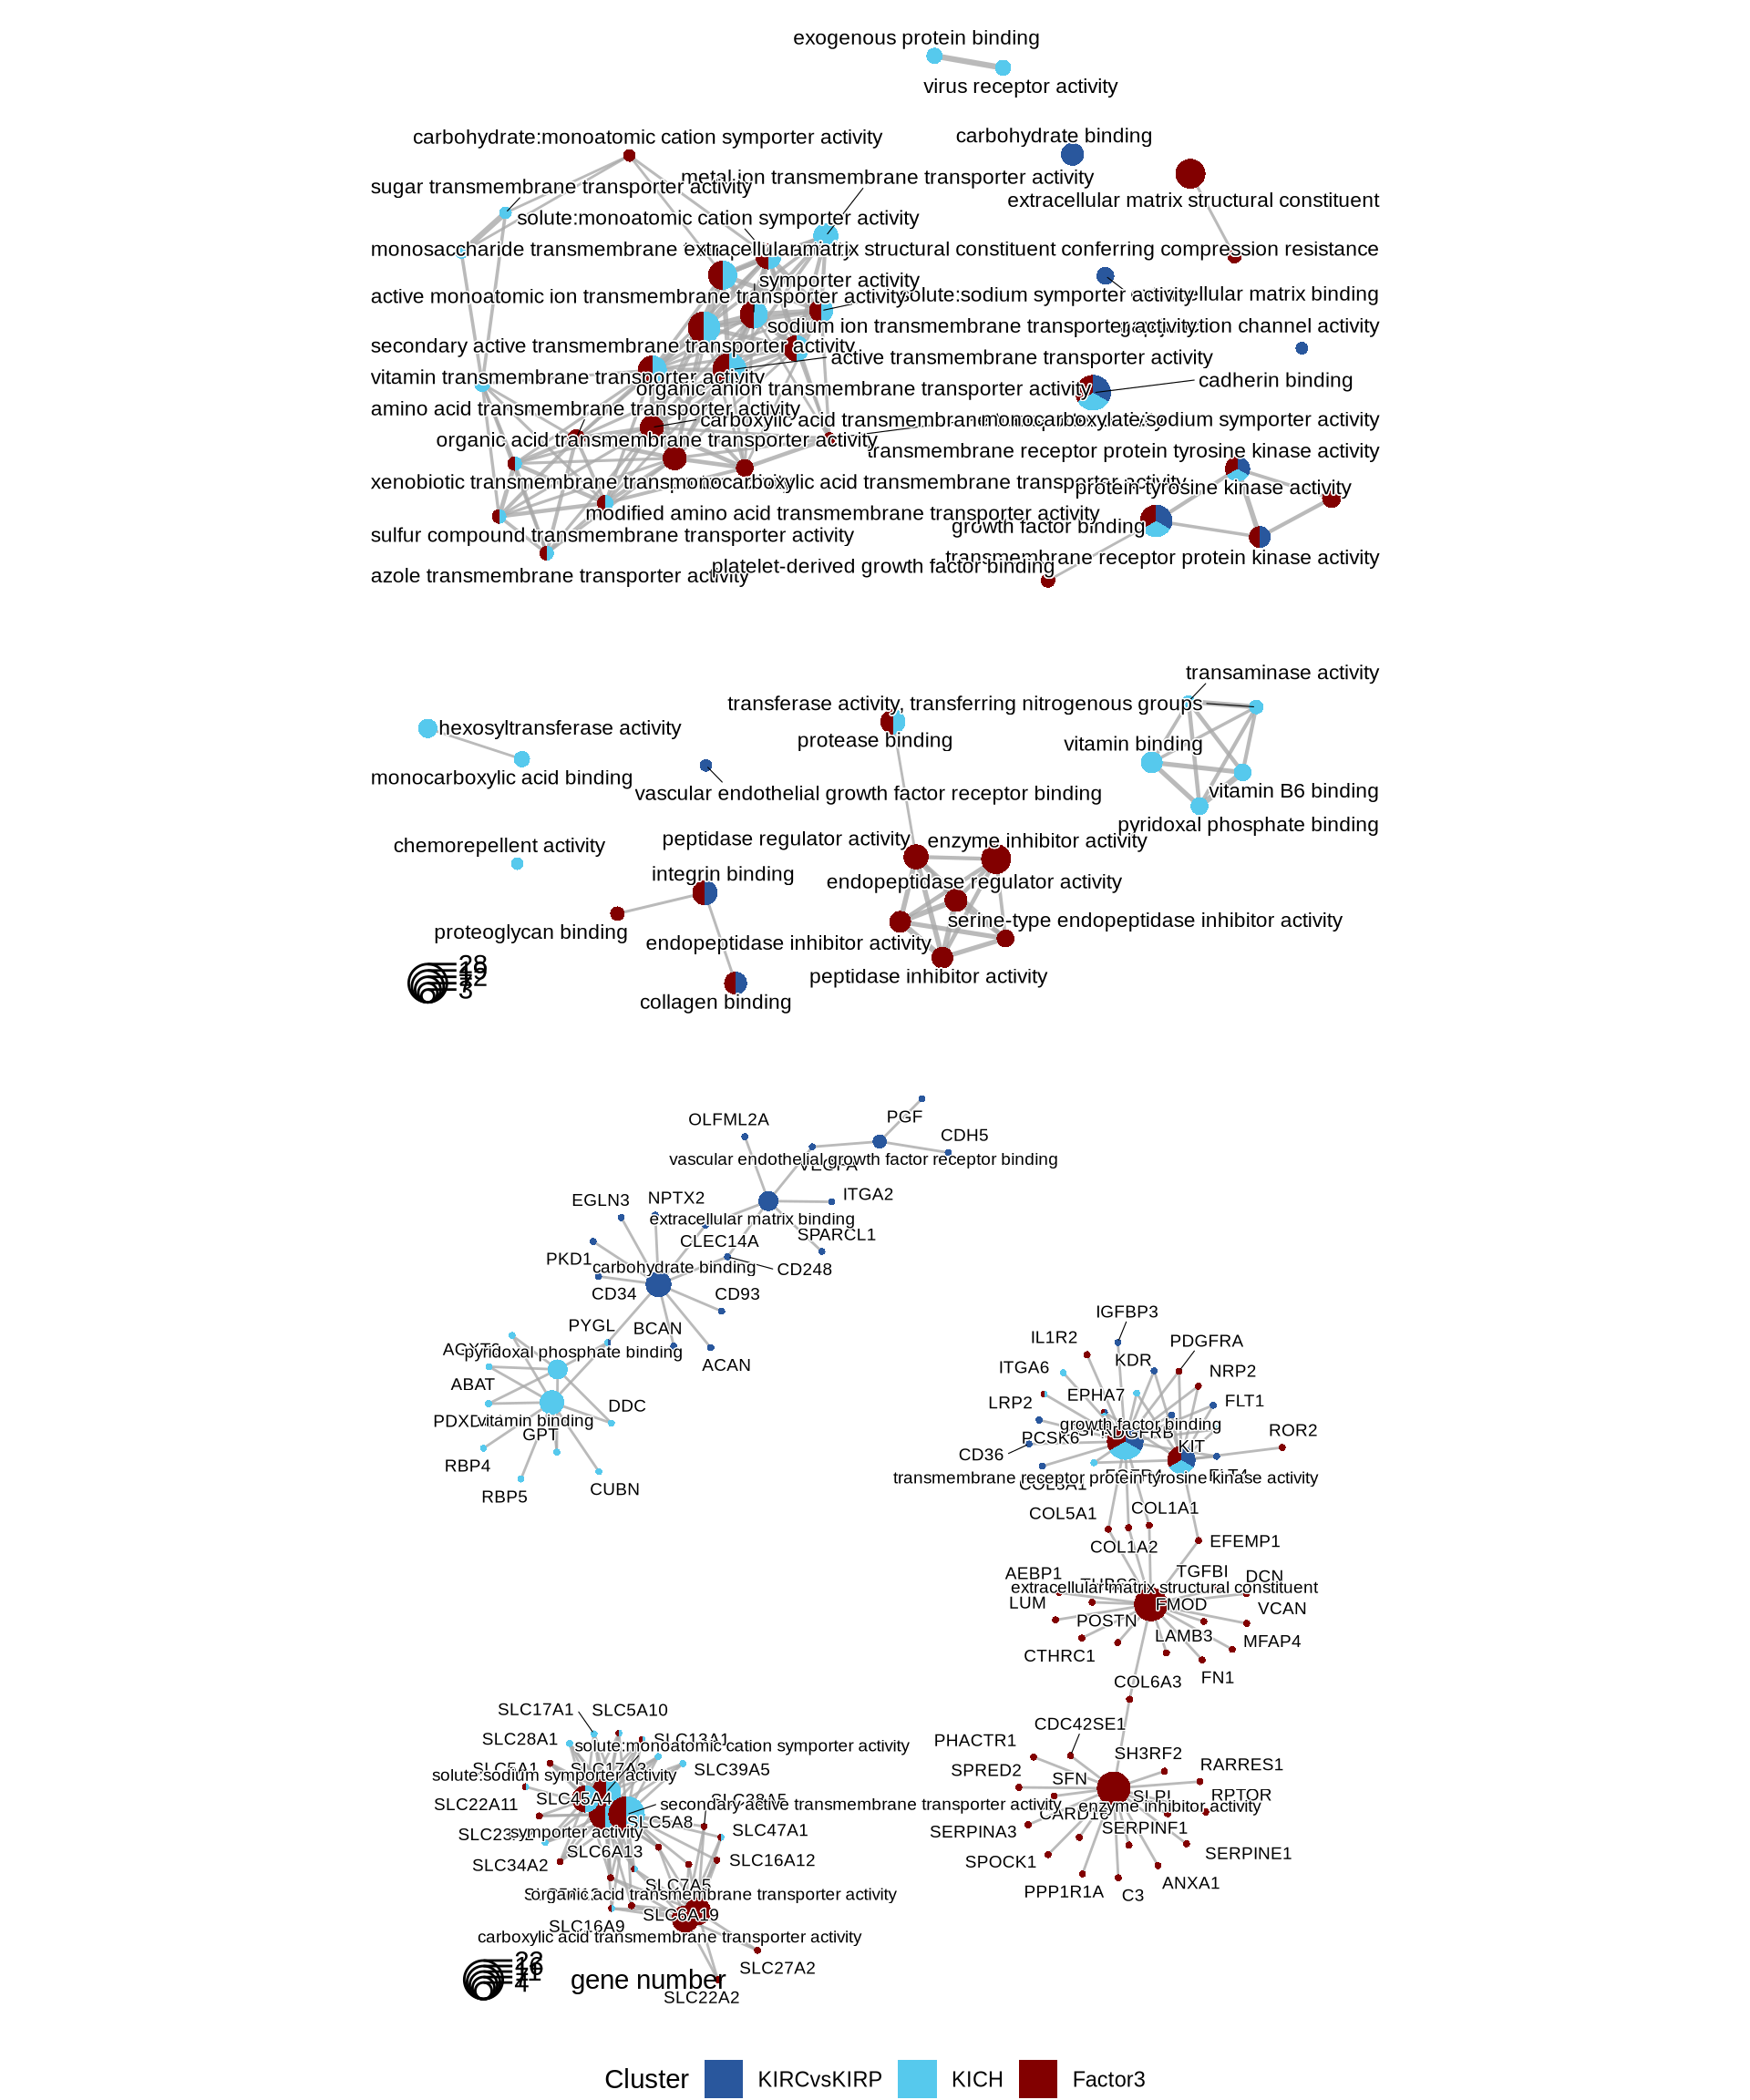 exogenous protein binding
virus receptor activity
carbohydrate:monoatomic cation symporter activity
carbohydrate binding
metal ion transmembrane transporter activity
sugar transmembrane transporter activity
extracellular matrix structural constituent
solute:monoatomic cation symporter activity
monosaccharide transmembrane
extracellular matrix structural constituent conferring compression resistance
symporter activity
active monoatomic ion transmembrane transporter activity
solute:sodium symporter activity
matrix binding
sodium ion transmembrane transporter activity
channel activity
secondary active transmembrane transporter activity
active transmembrane transporter activity
vitamin transmembrane transporter activity
organic anion transmembrane transporter activity
cadherin binding
amino acid transmembrane transporter activity
carboxylic acid
monocarboxylate:sodium symporter activity
organic acid transmembrane transporter activity
transmembrane receptor protein tyrosine kinase activity
xenobiotic transmembrane
monocarboxylic acid transmembrane transporter activity
protein tyrosine kinase activity
modified amino acid transmembrane transporter activity
growth factor binding
sulfur compound transmembrane transporter activity
transmembrane receptor protein kinase activity
platelet-derived growth factor binding
azole transmembrane transporter activity
transaminase activity
transferase activity, transferring nitrogenous groups
hexosyltransferase activity
protease binding
vitamin binding
monocarboxylic acid binding
vascular endothelial growth factor receptor binding
vitamin B6 binding
pyridoxal phosphate binding
chemorepellent activity
peptidase regulator activity
enzyme inhibitor activity
integrin binding
endopeptidase regulator activity
proteoglycan binding
serine-type endopeptidase inhibitor activity
endopeptidase inhibitor activity
peptidase inhibitor activity
collagen binding
28
3
OLFML2A
PGF
CDH5
vascular endothelial growth factor receptor binding
EGLN3
NPTX2
ITGA2
extracellular matrix binding
SPARCL1
CLEC14A
PKD1
carbohydrate binding
CD248
CD34
CD93
PYGL
BCAN
ACAN
pyridoxal phosphate binding
ABAT
DDC
vitamin binding
GPT
RBP4
RBP5
CUBN
IGFBP3
IL1R2
PDGFRA
KDR
ITGA6
NRP2
LRP2
EPHA7
FLT1
growth factor binding
ROR2
PCSK6
KIT
CD36
transmembrane receptor protein tyrosine kinase activity
COL5A1
COL1A1
COL1A2
EFEMP1
AEBP1
TGFBI
DCN
extracellular matrix structural constituent
LUM
FMOD
VCAN
POSTN
LAMB3
MFAP4
CTHRC1
COL6A3
FN1
SLC17A1
SLC5A10
CDC42SE1
PHACTR1
SLC28A1
SLC13A1
solute:monoatomic cation symporter activity
SH3RF2
RARRES1
SPRED2
SLC39A5
solute:sodium symporter activity
SFN
SLC45A4
SLPI
RPTOR
SLC22A11
secondary active transmembrane transporter activity
enzyme inhibitor activity
SLC5A8
SERPINA3
SERPINF1
symporter activity
SLC47A1
SLC6A13
SERPINE1
SLC34A2
SLC16A12
SPOCK1
SLC7A5
PPP1R1A
C3
ANXA1
organic acid transmembrane transporter activity
SLC6A19
SLC16A9
carboxylic acid transmembrane transporter activity
SLC27A2
4
gene number
SLC22A2
Cluster
KIRCvsKIRP
KICH
Factor3